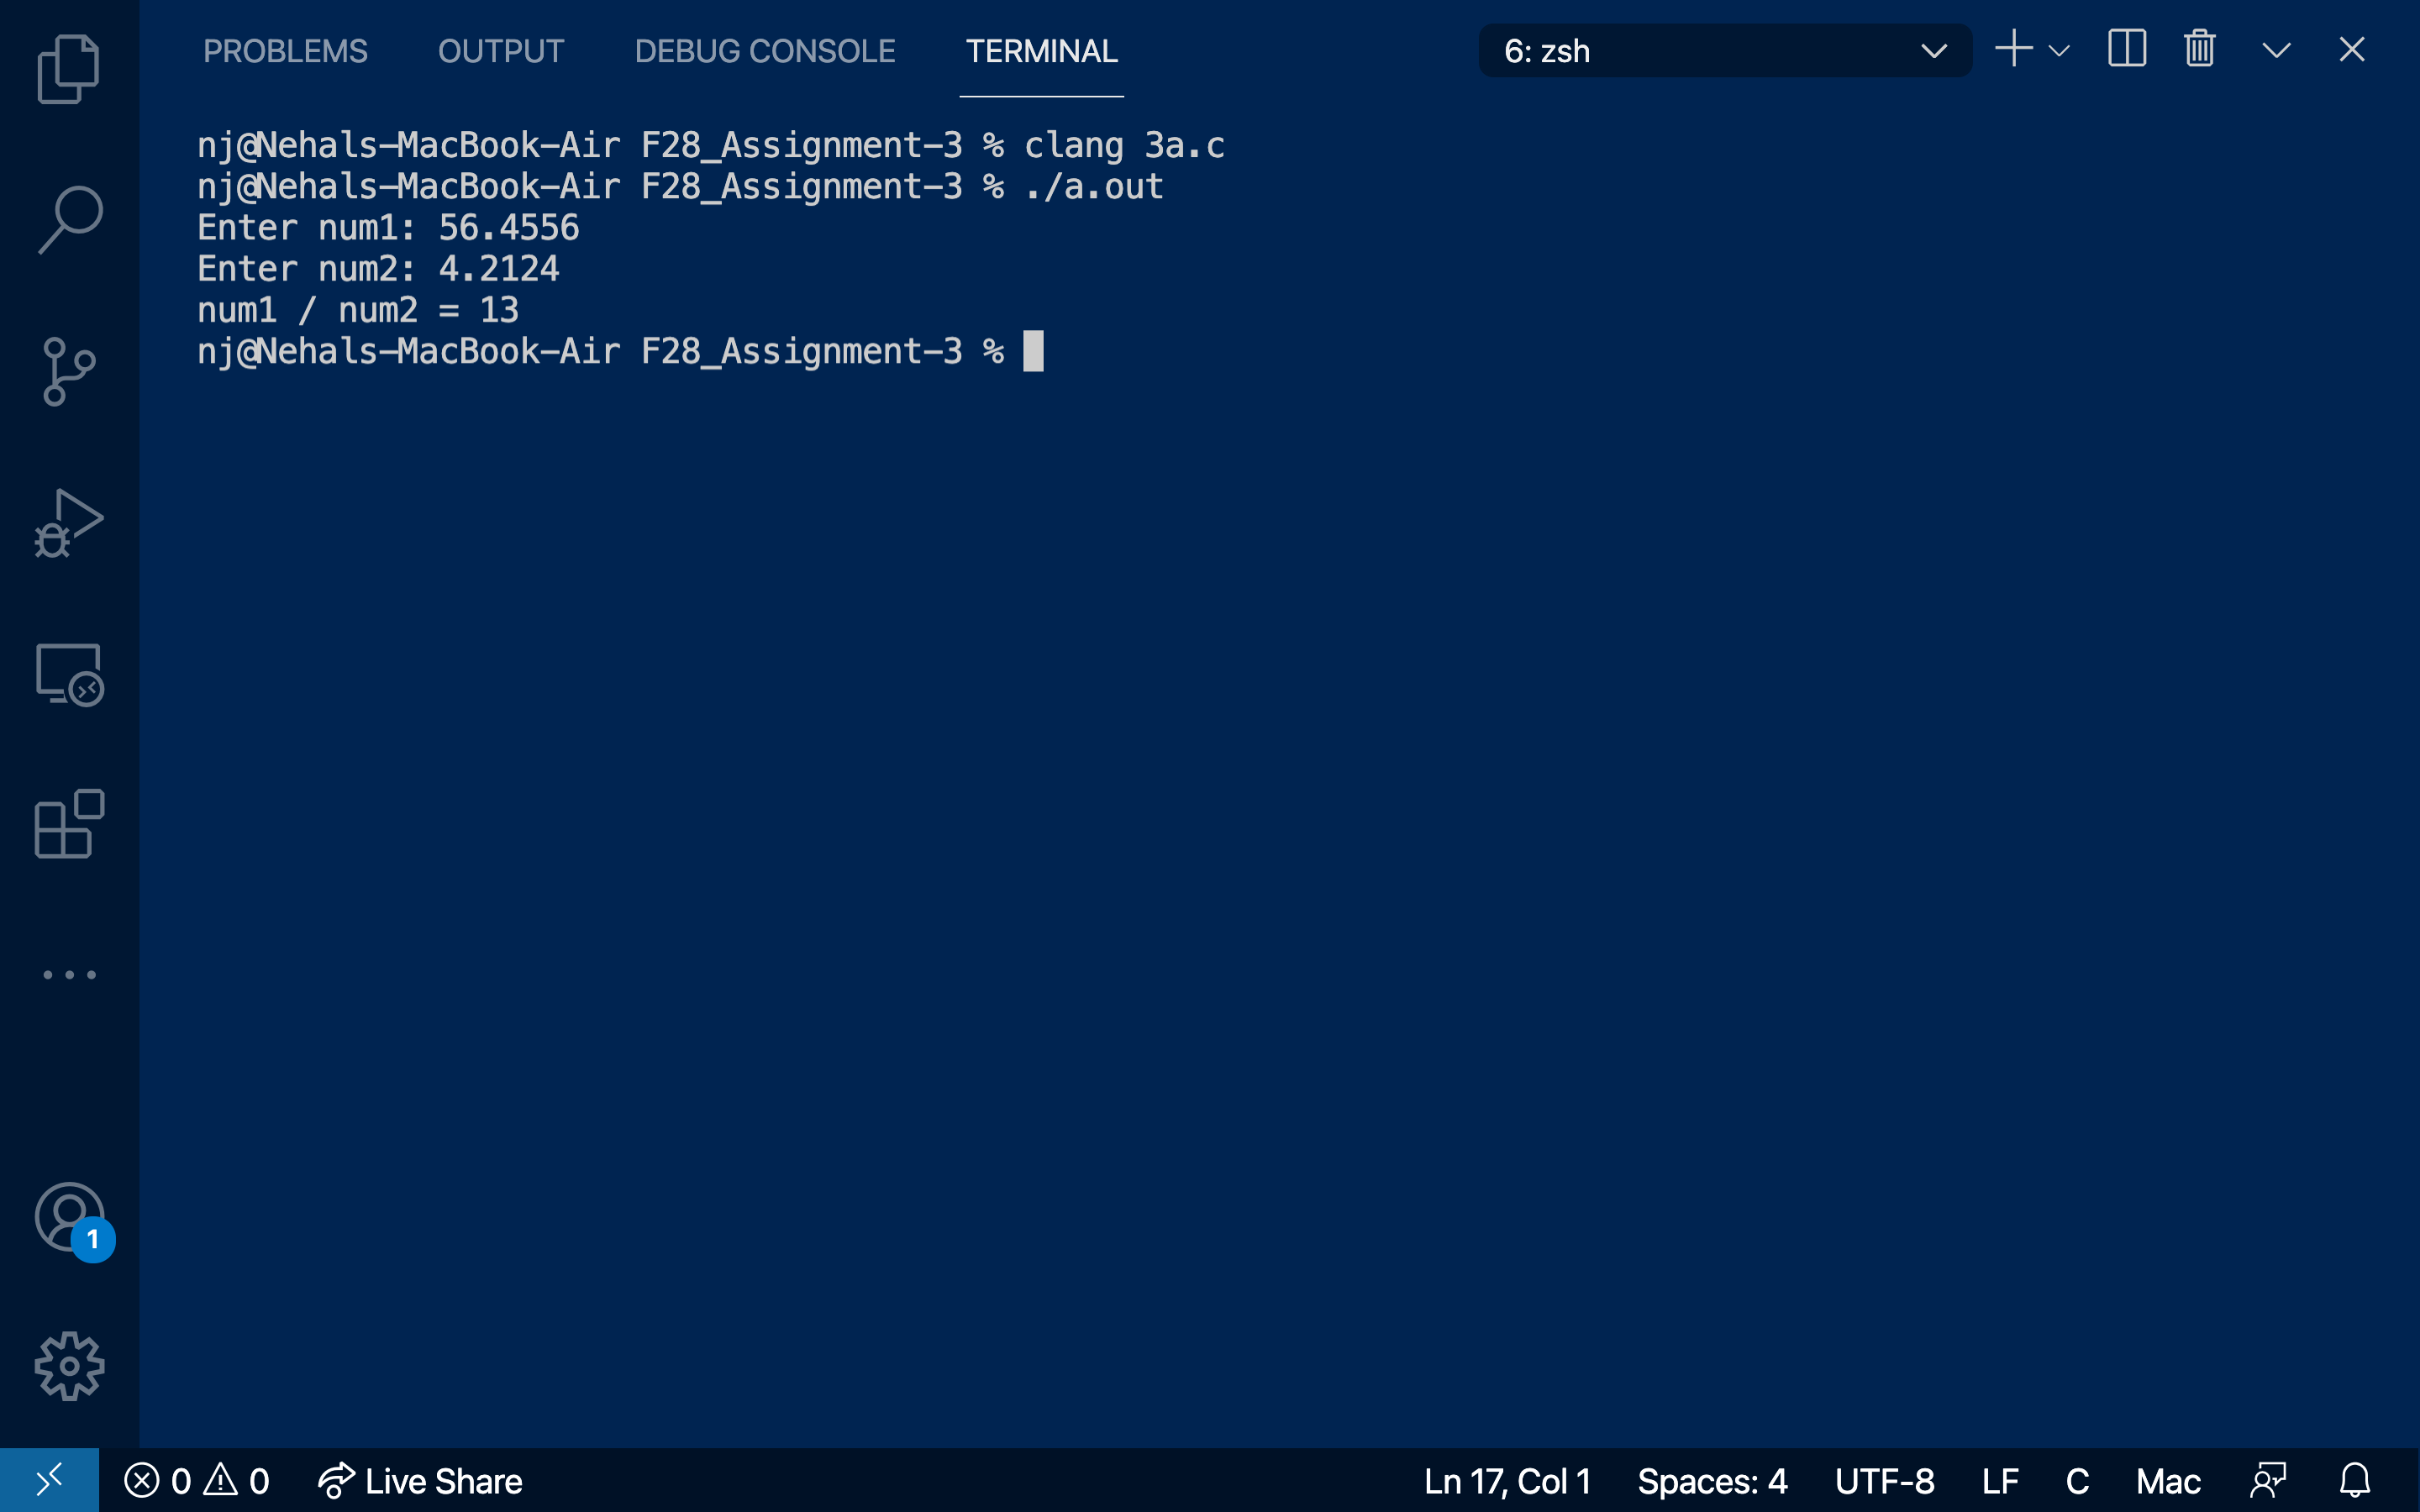 PROBLEMS OUTPUT DEBUG CONSOLE TERMINAL 6: zsh
nj@Nehals-MacBook-Air F28_Assignment-3 % clang 3a.c
nj@Nehals-MacBook-Air F28_Assignment-3 % ./a.out
Enter num1: 56.4556
Enter num2: 4.2124
num1 / num2 = 13
nj@Nehals-MacBook-Air F28_Assignment-3 %
1
0 0 Live Share Ln 17, Col 1 Spaces: 4 UTF-8 LF C Mac